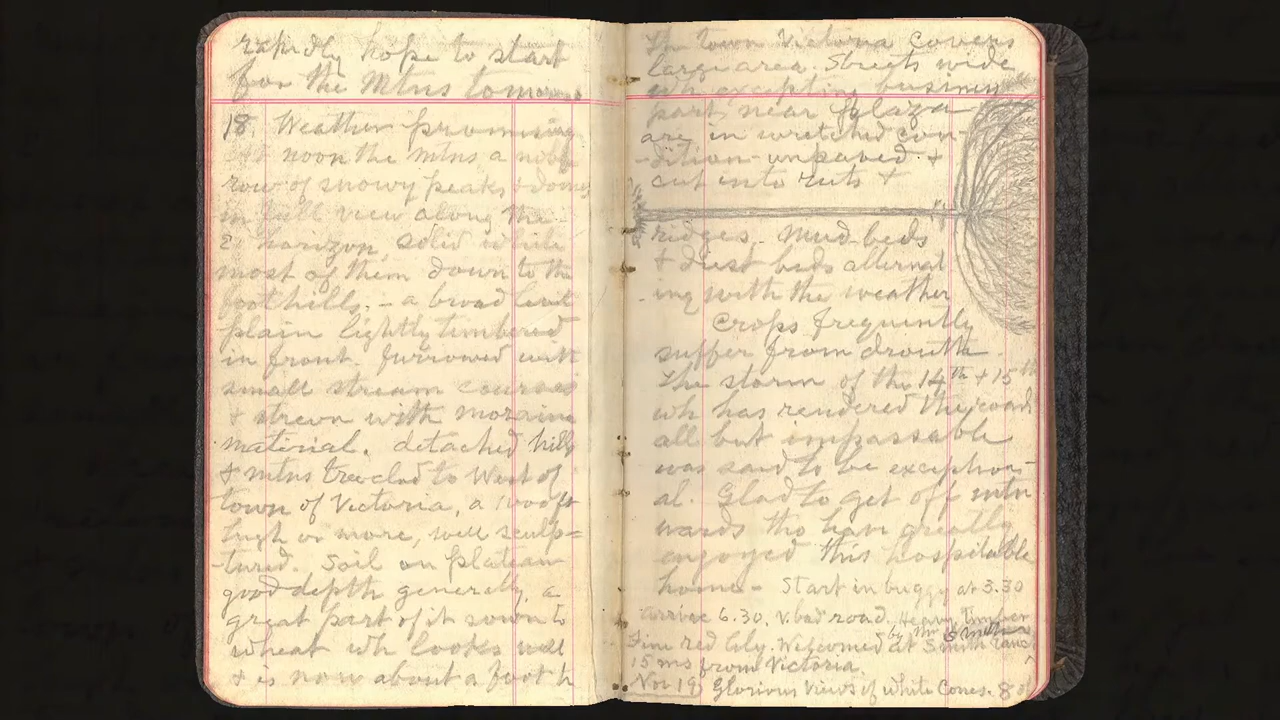 rapidly hope to start
for the Mtns tomorrow
18. Weather promising
At noon the mtns, a noble
row of snowy peaks & domes
in full view along the
E. horizon, solid white
most of them down to the
foothills. - a broad level
plain lightly timbered
in front. furrowed with
small stream courses
& strewn with moraine
material. detached hills
& mtns to West of
town of Victoria, a 1000 ft
high or more, well sculp=
-tured. Soil on plateau
good depth generally, a
great part of it sown to
wheat wh looks well
& is now about a foot h
The town Victoria covers
large area. Streets wide
wh excepting business
part near Plaza
are in wretched con-
-dition - unpaved &
cut into ruts &
ridges. Mud-beds
& dust beds alternat
ing with the weather
Crops frequently
suffer from drouth.
The storm of the 14th & 15th
wh has rendered the road
all but impassable
was said to be exception-
al. Glad to get off mtn
wards tho have greatly
enjoyed this hospitable
home - Start in buggy at 3.30
arrive 6.30. V. bad road. Heavy timber
Fine red lily. Welcomed at Smith ranc
by Mr Smith
15 ms from Victoria
Nov 19 Glorious views of white Cones. 8